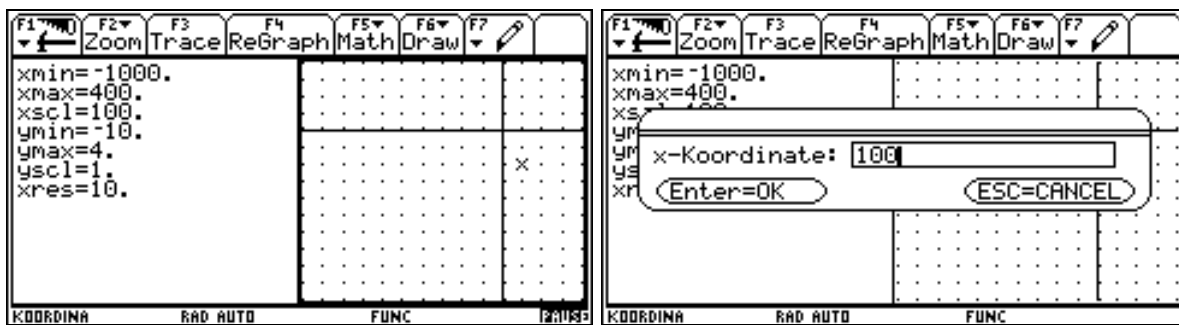 F1 F2 F3 F4 F5 F6 F7
Zoom Trace ReGraph Math Draw
xmin=-1000.
xmax=400.
xscl=100.
ymin=-10.
ymax=4.
yscl=1.
xres=10.
KOORDINA RAD AUTO FUNC PAUSE
F1 F2 F3 F4 F5 F6 F7
Zoom Trace ReGraph Math Draw
xmin=-1000.
xmax=400.
x-Koordinate: 100
Enter=OK ESC=CANCEL
KOORDINA RAD AUTO FUNC